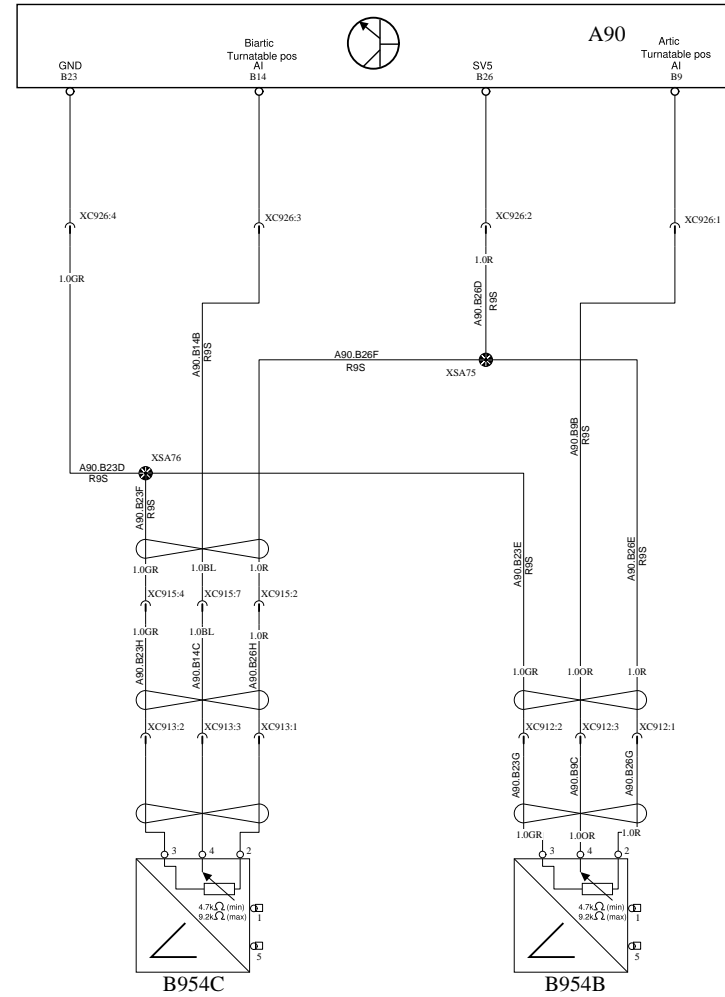 A90
Biartic
Turnatable pos
Artic
Turnatable pos
GND
AI
SV5
AI
B23
B14
B26
B9
XC926:4
XC926:3
XC926:2
XC926:1
1.0GR
1.0R
A90.B26D
R9S
A90.B14B
R9S
A90.B26F
R9S
XSA75
A90.B9B
R9S
XSA76
A90.B23D
R9S
A90.B23F
R9S
A90.B23E
R9S
A90.B26E
R9S
1.0GR
1.0BL
1.0R
XC915:4
XC915:7
XC915:2
1.0GR
1.0BL
1.0R
A90.B23H
A90.B14C
A90.B26H
1.0GR
1.0OR
1.0R
XC913:2
XC913:3
XC913:1
XC912:2
XC912:3
XC912:1
A90.B23G
A90.B9C
A90.B26G
1.0GR
1.0OR
1.0R
3
4
2
3
4
2
4.7kΩ (min)
9.2kΩ (max)
1
5
4.7kΩ (min)
9.2kΩ (max)
1
5
B954C
B954B